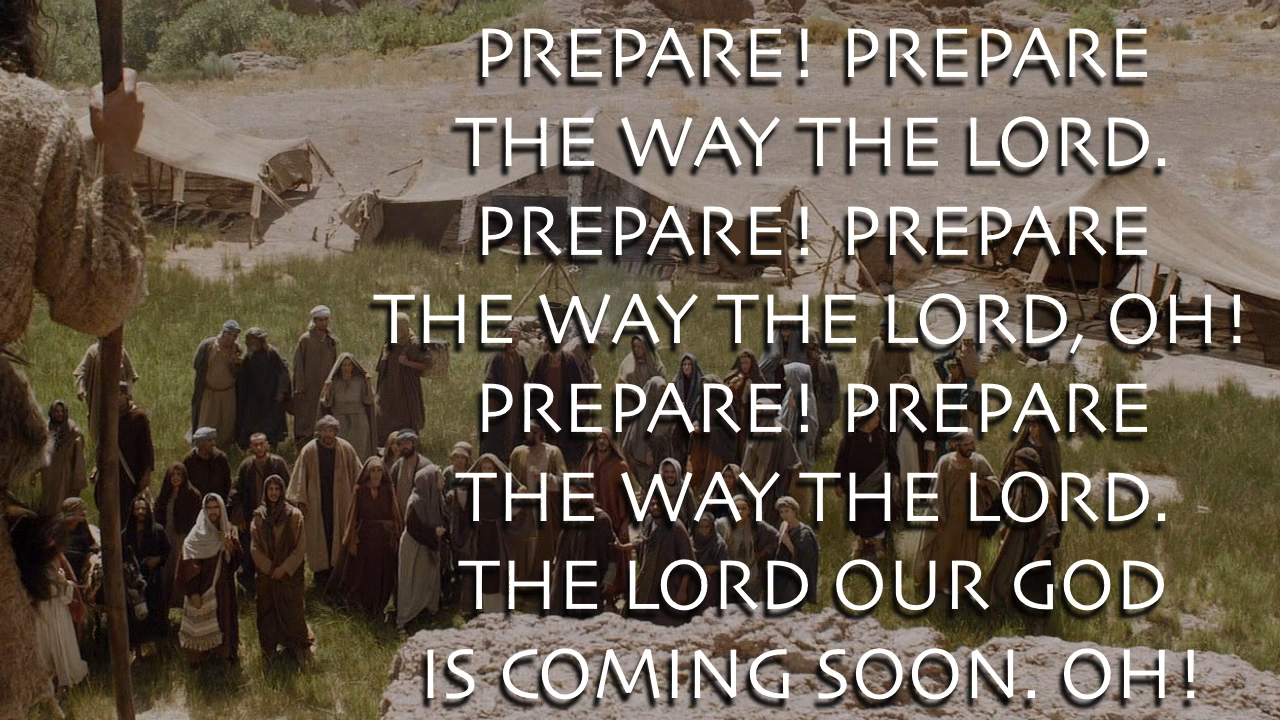 PREPARE! PREPARE
THE WAY THE LORD.
PREPARE! PREPARE
THE WAY THE LORD, OH!
PREPARE! PREPARE
THE WAY THE LORD.
THE LORD OUR GOD
IS COMING SOON. OH!